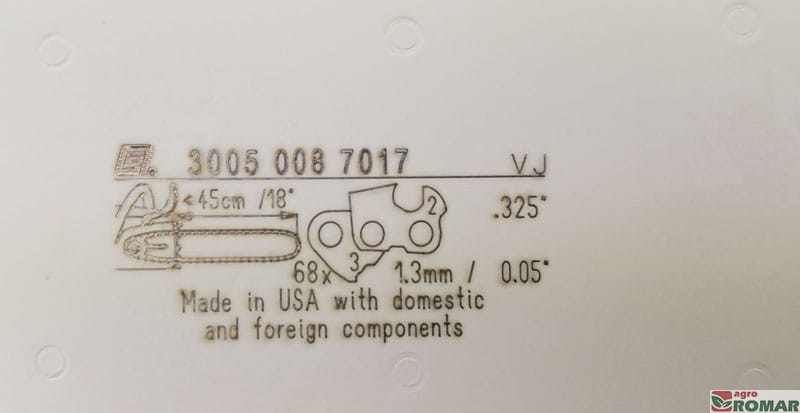 3005 008 7017 VJ
45cm /18"
2 .325"
68x 3 1.3mm / 0.05"
Made in USA with domestic
and foreign components
agro
ROMAR